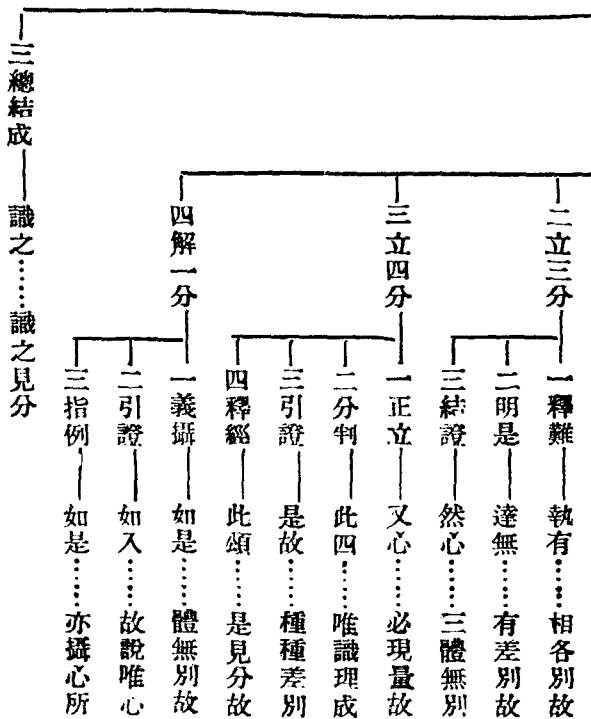 二立三分
一釋難——執有……相各別故
二明是——達無……有差別故
三結證——然心……三體無別
三立四分
一正立——又心……必現量故
二分判——此四……唯識理成
三引證——是故……種種差別
四釋經——此頌……是見分故
四解一分
一義攝——如是……體無別故
二引證——如入……故說唯心
三指例——如是……亦攝心所
三總結成——識之……識之見分